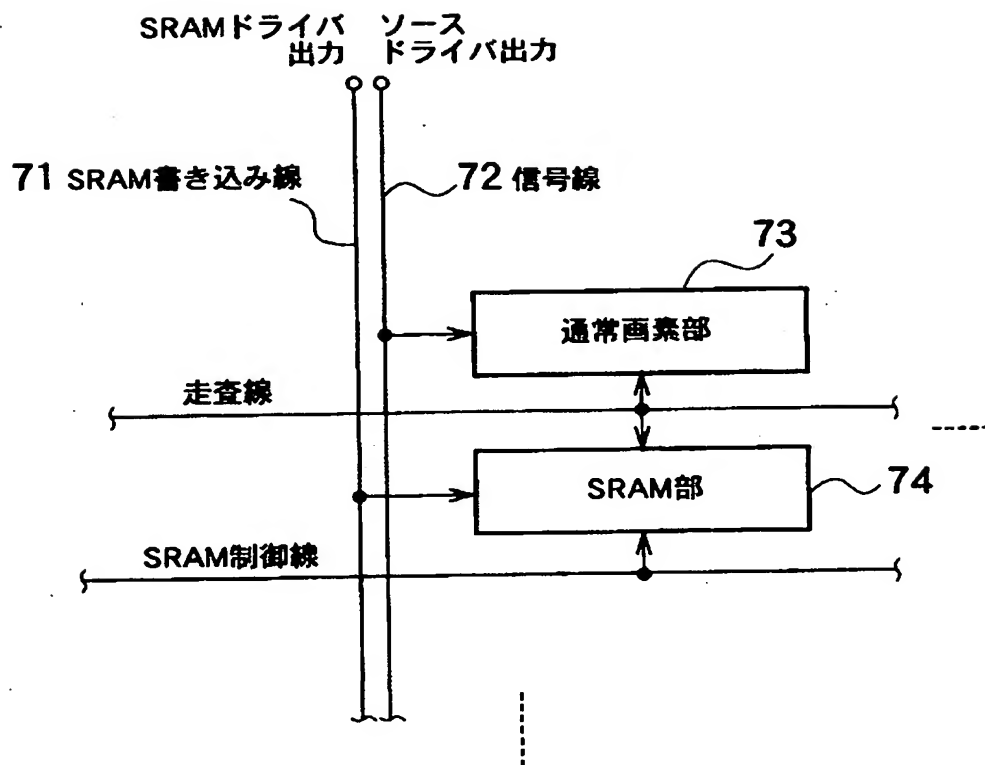 SRAMドライバ
出力
ソース
ドライバ出力
71 SRAM書き込み線
72 信号線
73
通常画素部
走査線
SRAM部
74
SRAM制御線